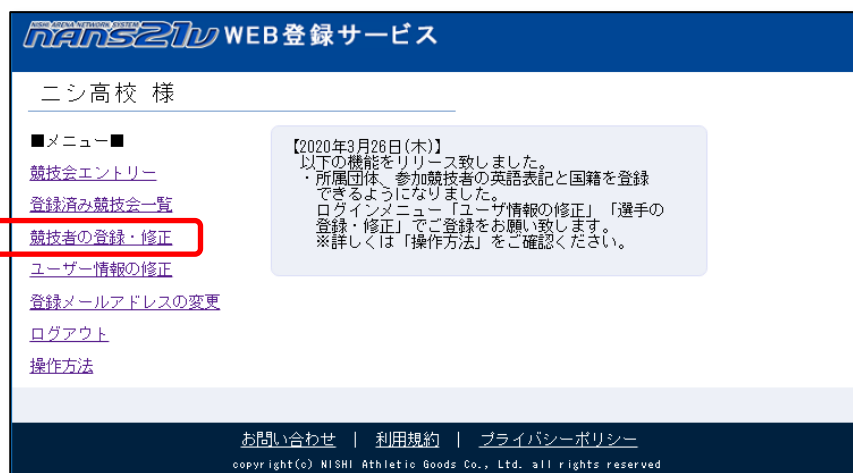 NISHI ARENA NETWORK SYSTEM
nANS21V WEB登録サービス
ニシ高校 様
■メニュー■
競技会エントリー
登録済み競技会一覧
競技者の登録・修正
ユーザー情報の修正
登録メールアドレスの変更
ログアウト
操作方法
【2020年3月26日(木)】
以下の機能をリリース致しました。
・所属団体、参加競技者の英語表記と国籍を登録
できるようになりました。
ログインメニュー「ユーザ情報の修正」「選手の
登録・修正」でご登録をお願い致します。
※詳しくは「操作方法」をご確認ください。
お問い合わせ | 利用規約 | プライバシーポリシー
copyright(c) NISHI Athletic Goods Co., Ltd. all rights reserved